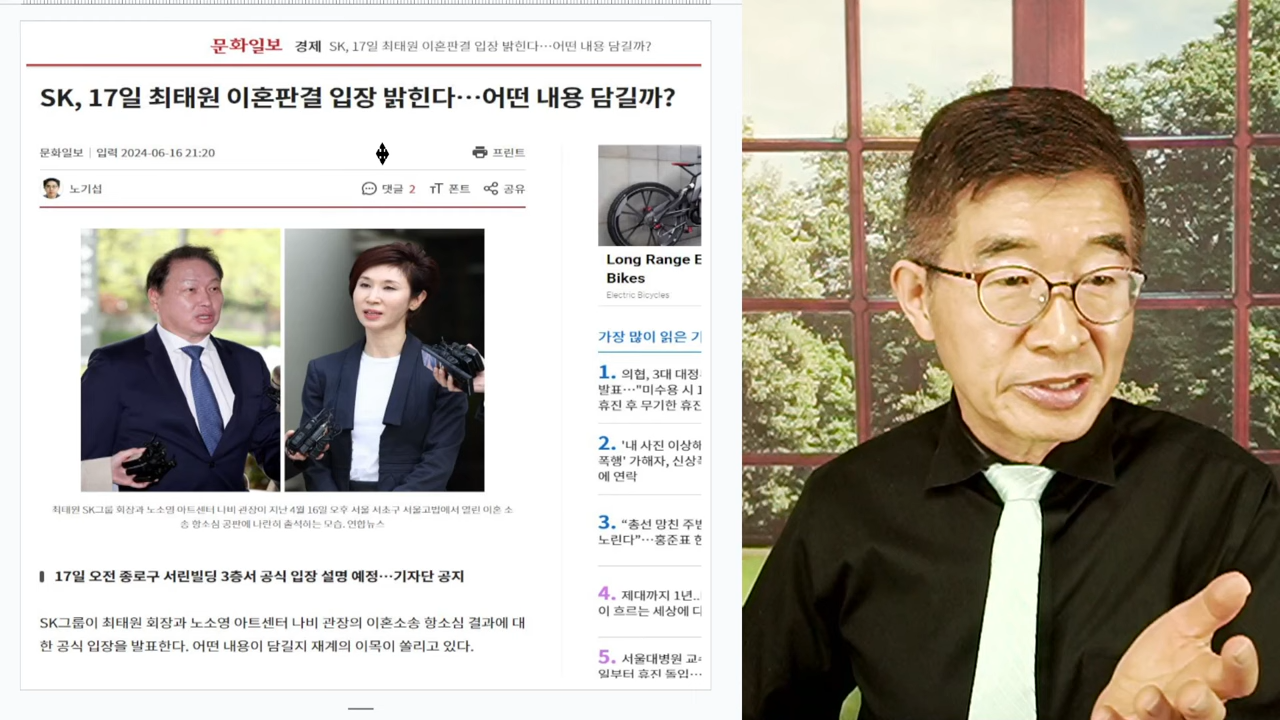 문화일보 경제 SK, 17일 최태원 이혼판결 입장 밝힌다…어떤 내용 담길까?
SK, 17일 최태원 이혼판결 입장 밝힌다…어떤 내용 담길까?
문화일보 | 입력 2024-06-16 21:20
프린트
노기섭
댓글 2 TT 폰트 공유
최태원 SK그룹 회장과 노소영 아트센터 나비 관장이 지난 4월 16일 오후 서울 서초구 서울고법에서 열린 이혼 소
송 항소심 공판에 나란히 출석하는 모습. 연합뉴스
17일 오전 종로구 서린빌딩 3층서 공식 입장 설명 예정…기자단 공지
SK그룹이 최태원 회장과 노소영 아트센터 나비 관장의 이혼소송 항소심 결과에 대
한 공식 입장을 발표한다. 어떤 내용이 담길지 재계의 이목이 쏠리고 있다.
Long Range E
Bikes
Electric Bicycles
가장 많이 읽은 기
1. 의협, 3대 대정
발표…"미수용 시 1
휴진 후 무기한 휴진
2. '내 사진 이상해
폭행' 가해자, 신상
에 연락
3. "총선 망친 주범
노린다"…홍준표 한
4. 제대까지 1년..
이 흐르는 세상에 다
5. 서울대병원 교수
일부터 휴진 돌입…